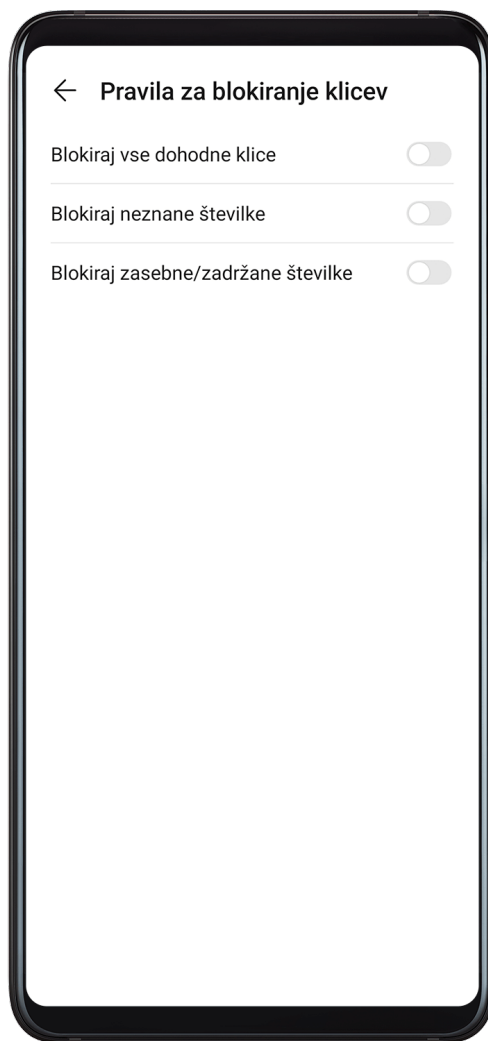 Pravila za blokiranje klicev
Blokiraj vse dohodne klice
Blokiraj neznane številke
Blokiraj zasebne/zadržane številke